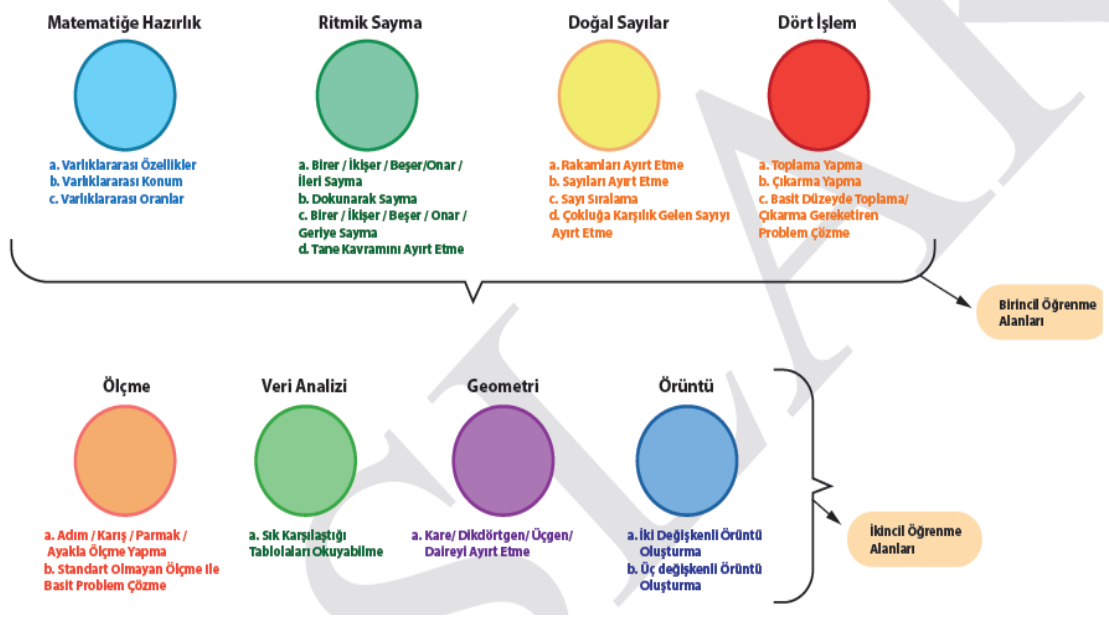 Matematiğe Hazırlık
Ritmik Sayma
Doğal Sayılar
Dört İşlem
a. Varlıklararası Özellikler
b. Varlıklararası Konum
c. Varlıklararası Oranlar
a. Birer / İkişer / Beşer/Onar /
İleri Sayma
b. Dokunarak Sayma
c. Birer / İkişer / Beşer / Onar /
Geriye Sayma
d. Tane Kavramını Ayırt Etme
a. Rakamları Ayırt Etme
b. Sayıları Ayırt Etme
c. Sayı Sıralama
d. Çokluğa Karşılık Gelen Sayıyı
Ayırt Etme
a. Toplama Yapma
b. Çıkarma Yapma
c. Basit Düzeyde Toplama/
Çıkarma Gereketiren
Problem Çözme
Birincil Öğrenme
Alanları
Ölçme
Veri Analizi
Geometri
Örüntü
a. Adım / Karış / Parmak /
Ayakla Ölçme Yapma
b. Standart Olmayan Ölçme Ile
Basit Problem Çözme
a. Sık Karşılaştığı
Tabloları Okuyabilme
a. Kare/ Dikdörtgen/ Üçgen/
Daireyi Ayırt Etme
a. İki Değişkenli Örüntü
Oluşturma
b. Üç değişkenli Örüntü
Oluşturma
İkincil Öğrenme
Alanları